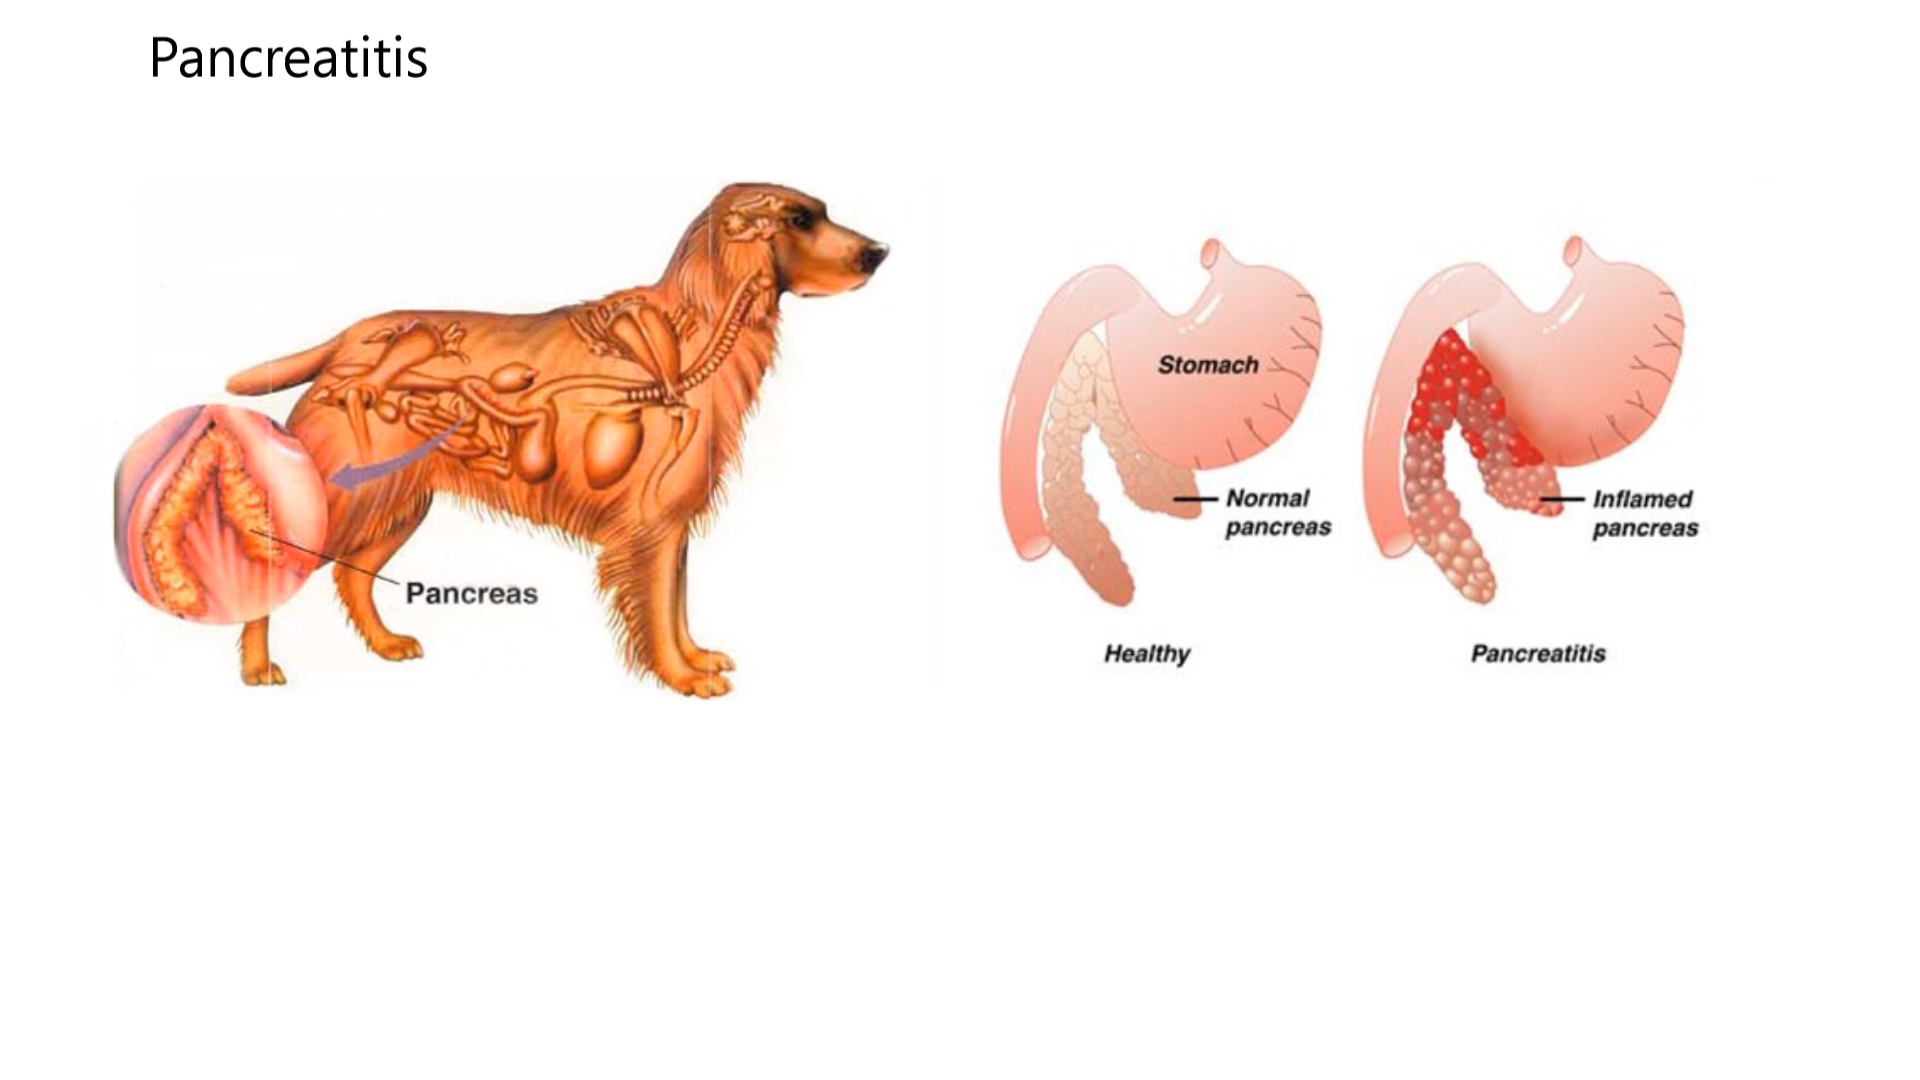 Pancreatitis
Pancreas
Stomach
Normal
pancreas
Healthy
Inflamed
pancreas
Pancreatitis